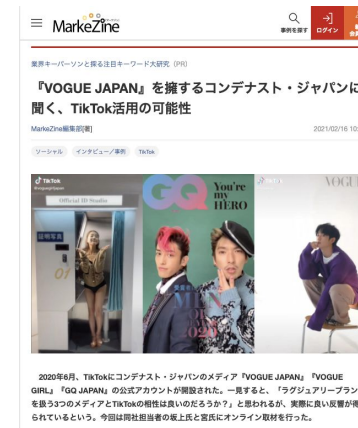 MarkeZine
事例を探す
ログイン
業界キーパーソンと探る注目キーワード大研究（PR）
『VOGUE JAPAN』を擁するコンデナスト・ジャパンに
聞く、TikTok活用の可能性
MarkeZine編集部[著]
2021/02/16 10:
ソーシャル インタビュー／事例 TikTok
TikTok
Official ID Studio
証明写真
01
GQ
You're
my
HERO
MEN
OF
2020
TikTok
VOGU
2020年6月、TikTokにコンデナスト・ジャパンのメディア『VOGUE JAPAN』『VOGUE
GIRL』『GQ JAPAN』の公式アカウントが開設された。一見すると、「ラグジュアリーブラン
を扱う3つのメディアとTikTokの相性は良いのだろうか？」と思われるが、実際に良い反響が得
られているという。今回は同社担当者の坂上氏と宮氏にオンライン取材を行った。